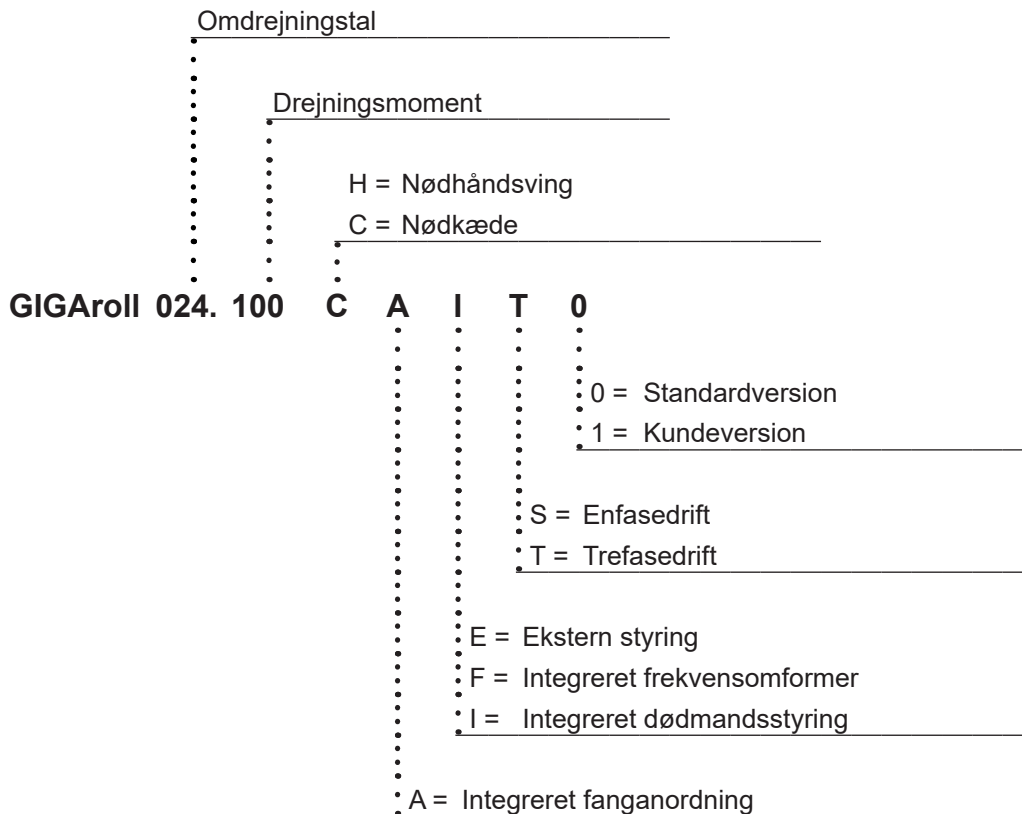 Omdrejningstal
Drejningsmoment
H = Nødhåndsving
C = Nødkæde
GIGAroll 024. 100 C A I T 0
0 = Standardversion
1 = Kundeversion
S = Enfasedrift
T = Trefasedrift
E = Ekstern styring
F = Integreret frekvensomformer
I = Integreret dødmandsstyring
A = Integreret fanganordning